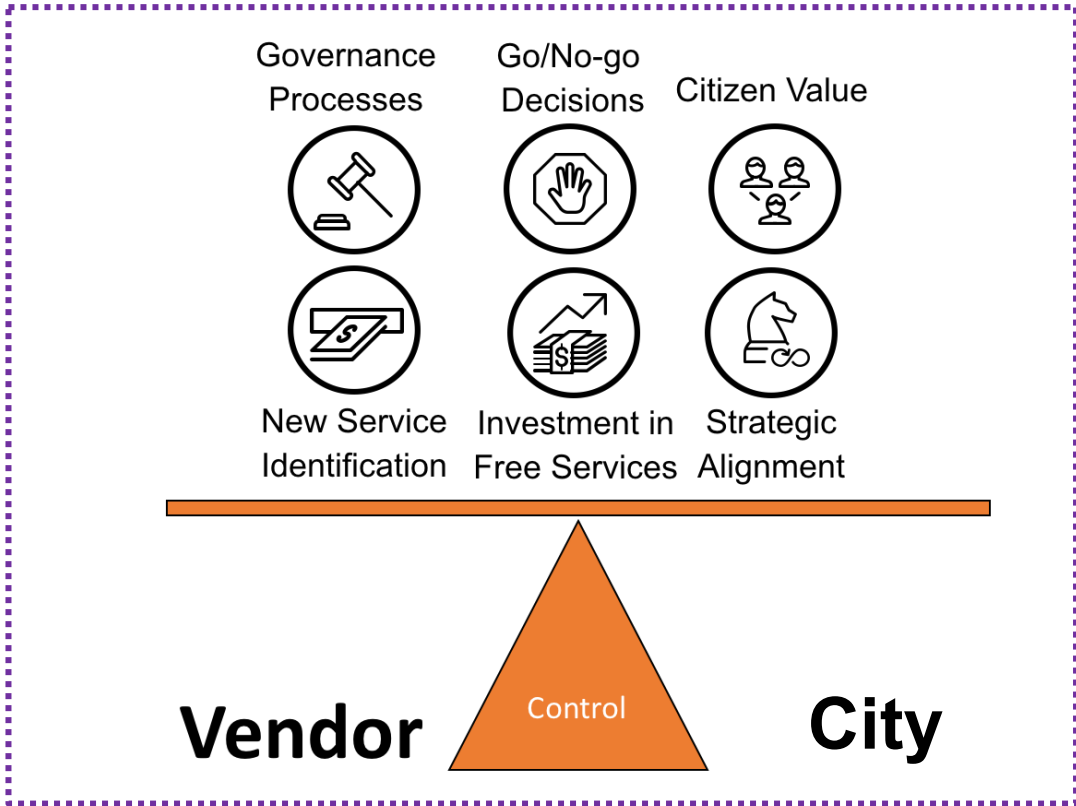 Governance
Processes
Go/No-go
Decisions
Citizen Value
S
$
New Service
Identification
Investment in
Free Services
Strategic
Alignment
Control
Vendor
City